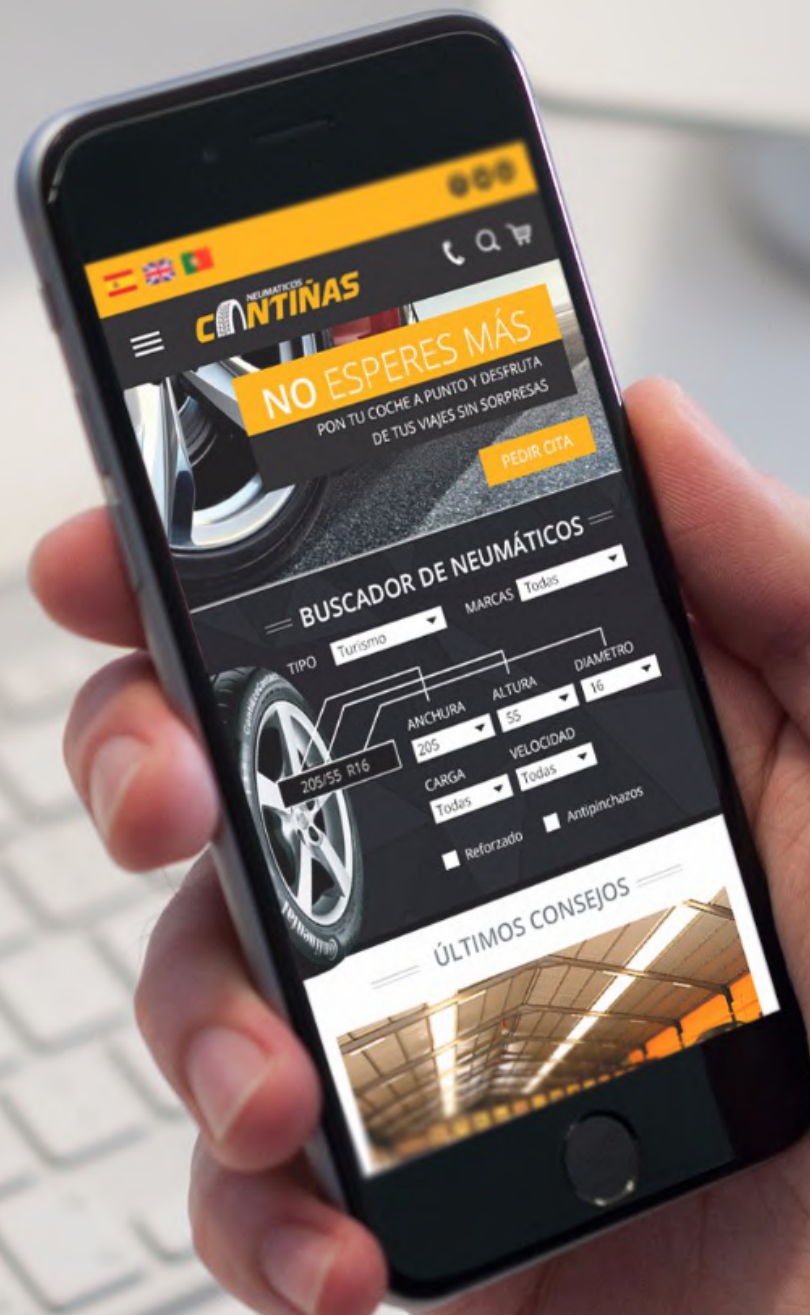 NEUMATICOS
CONTIÑAS
NO ESPERES MÁS
PON TU COCHE A PUNTO Y DESFRUTA
DE TUS VIAJES SIN SORPRESAS
PEDIR CITA
BUSCADOR DE NEUMÁTICOS
TIPO Turismo MARCAS Todas
ANCHURA ALTURA DIAMETRO
205 55 16
205/55 R16
CARGA VELOCIDAD
Todas Todas
Reforzado Antipinchazos
Continental
ÚLTIMOS CONSEJOS